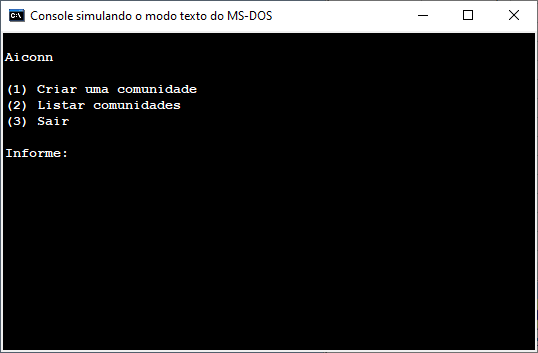 Console simulando o modo texto do MS-DOS
Aiconn
(1) Criar uma comunidade
(2) Listar comunidades
(3) Sair
Informe: